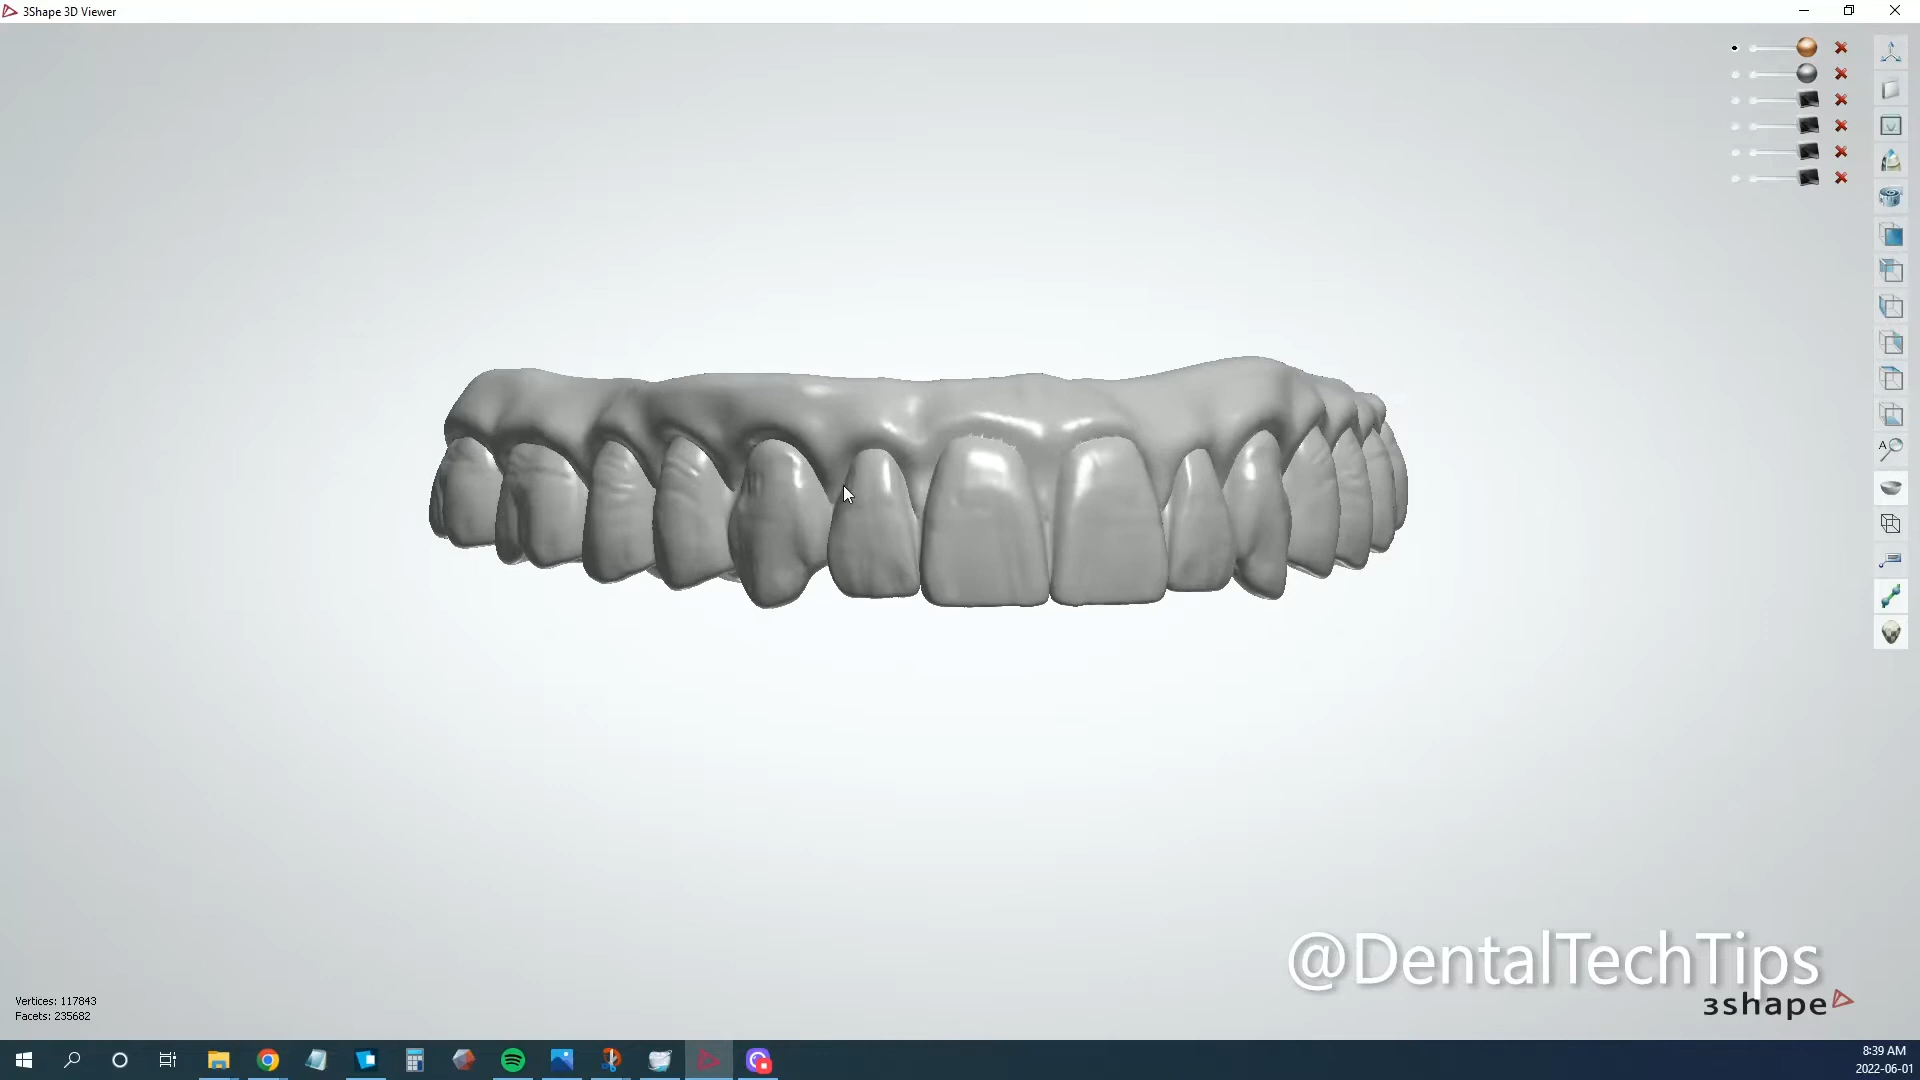 3Shape 3D Viewer
A
@DentalTechTips
3shape
Vertices: 117843
Facets: 235682
8:39 AM
2022-06-01